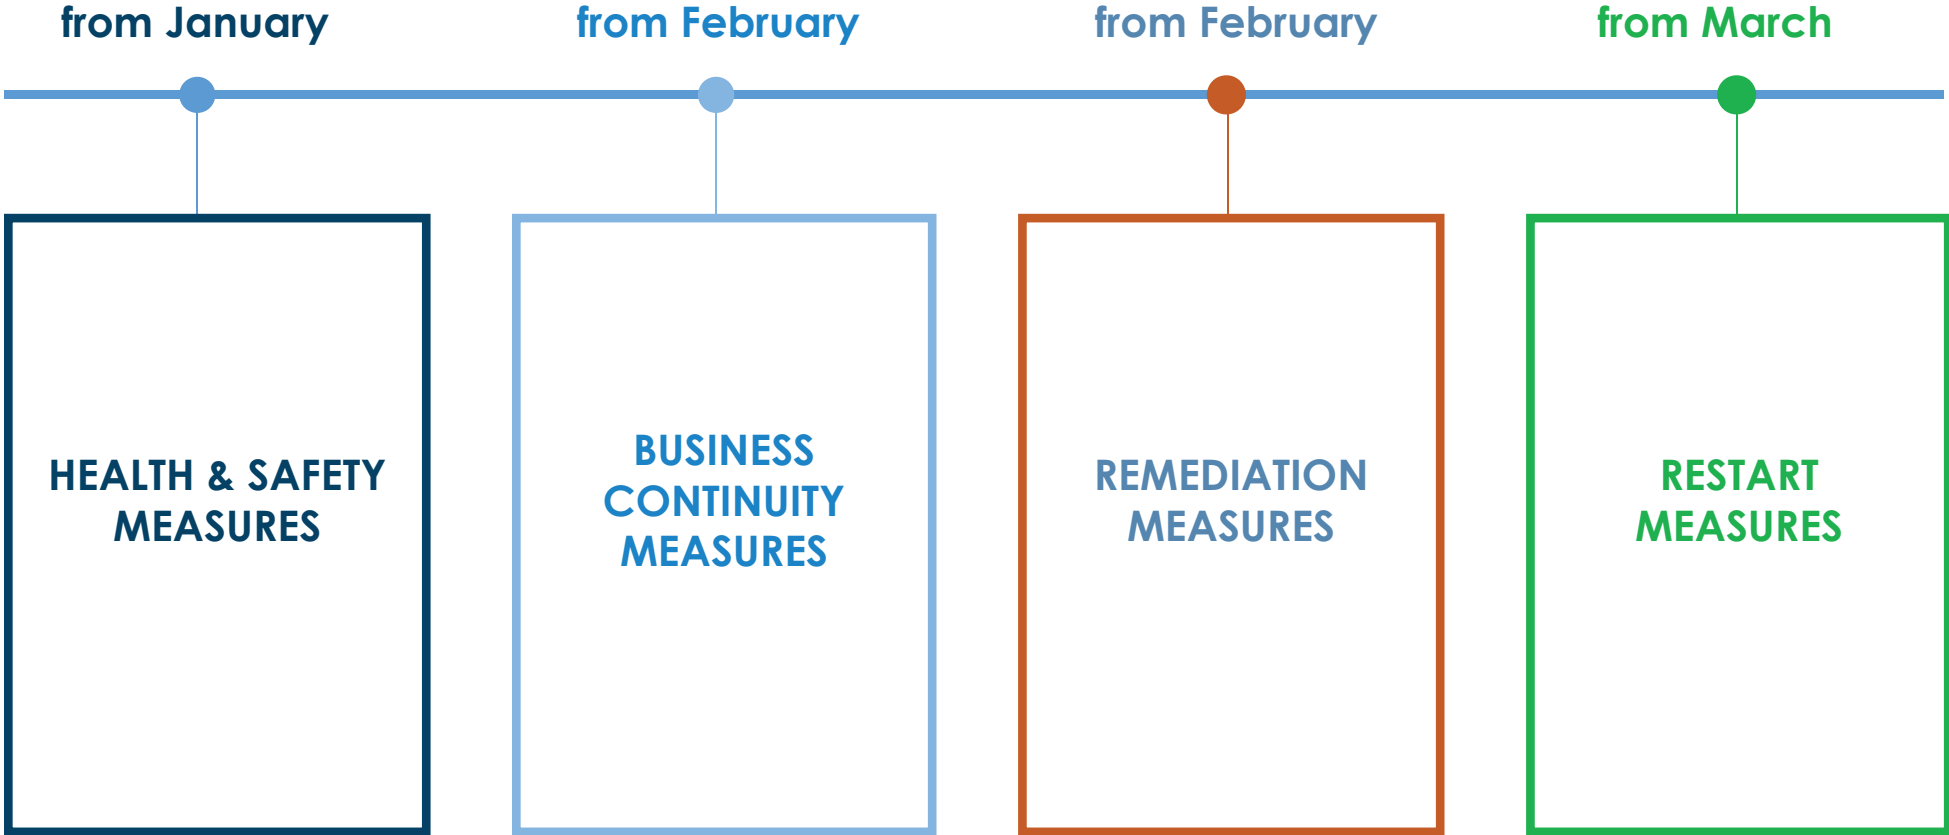 from January
from February
from February
from March
HEALTH & SAFETY
MEASURES
BUSINESS
CONTINUITY
MEASURES
REMEDIATION
MEASURES
RESTART
MEASURES